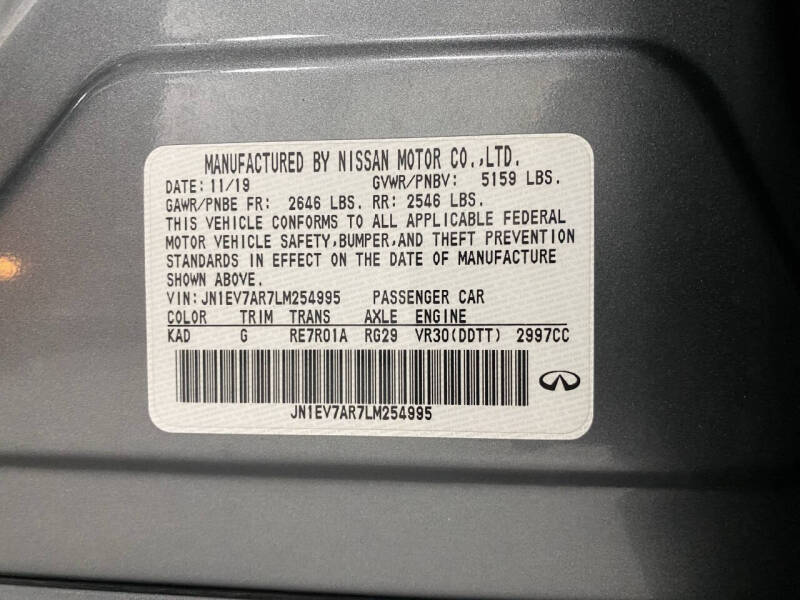 MANUFACTURED BY NISSAN MOTOR CO.,LTD.
DATE: 11/19 GVWR/PNBV: 5159 LBS.
GAWR/PNBE FR: 2646 LBS. RR: 2546 LBS.
THIS VEHICLE CONFORMS TO ALL APPLICABLE FEDERAL
MOTOR VEHICLE SAFETY,BUMPER,AND THEFT PREVENTION
STANDARDS IN EFFECT ON THE DATE OF MANUFACTURE
SHOWN ABOVE.
VIN:JN1EV7AR7LM254995 PASSENGER CAR
COLOR TRIM TRANS AXLE ENGINE
KAD G RE7R01A RG29 VR30(DDTT) 2997CC
JN1EV7AR7LM254995